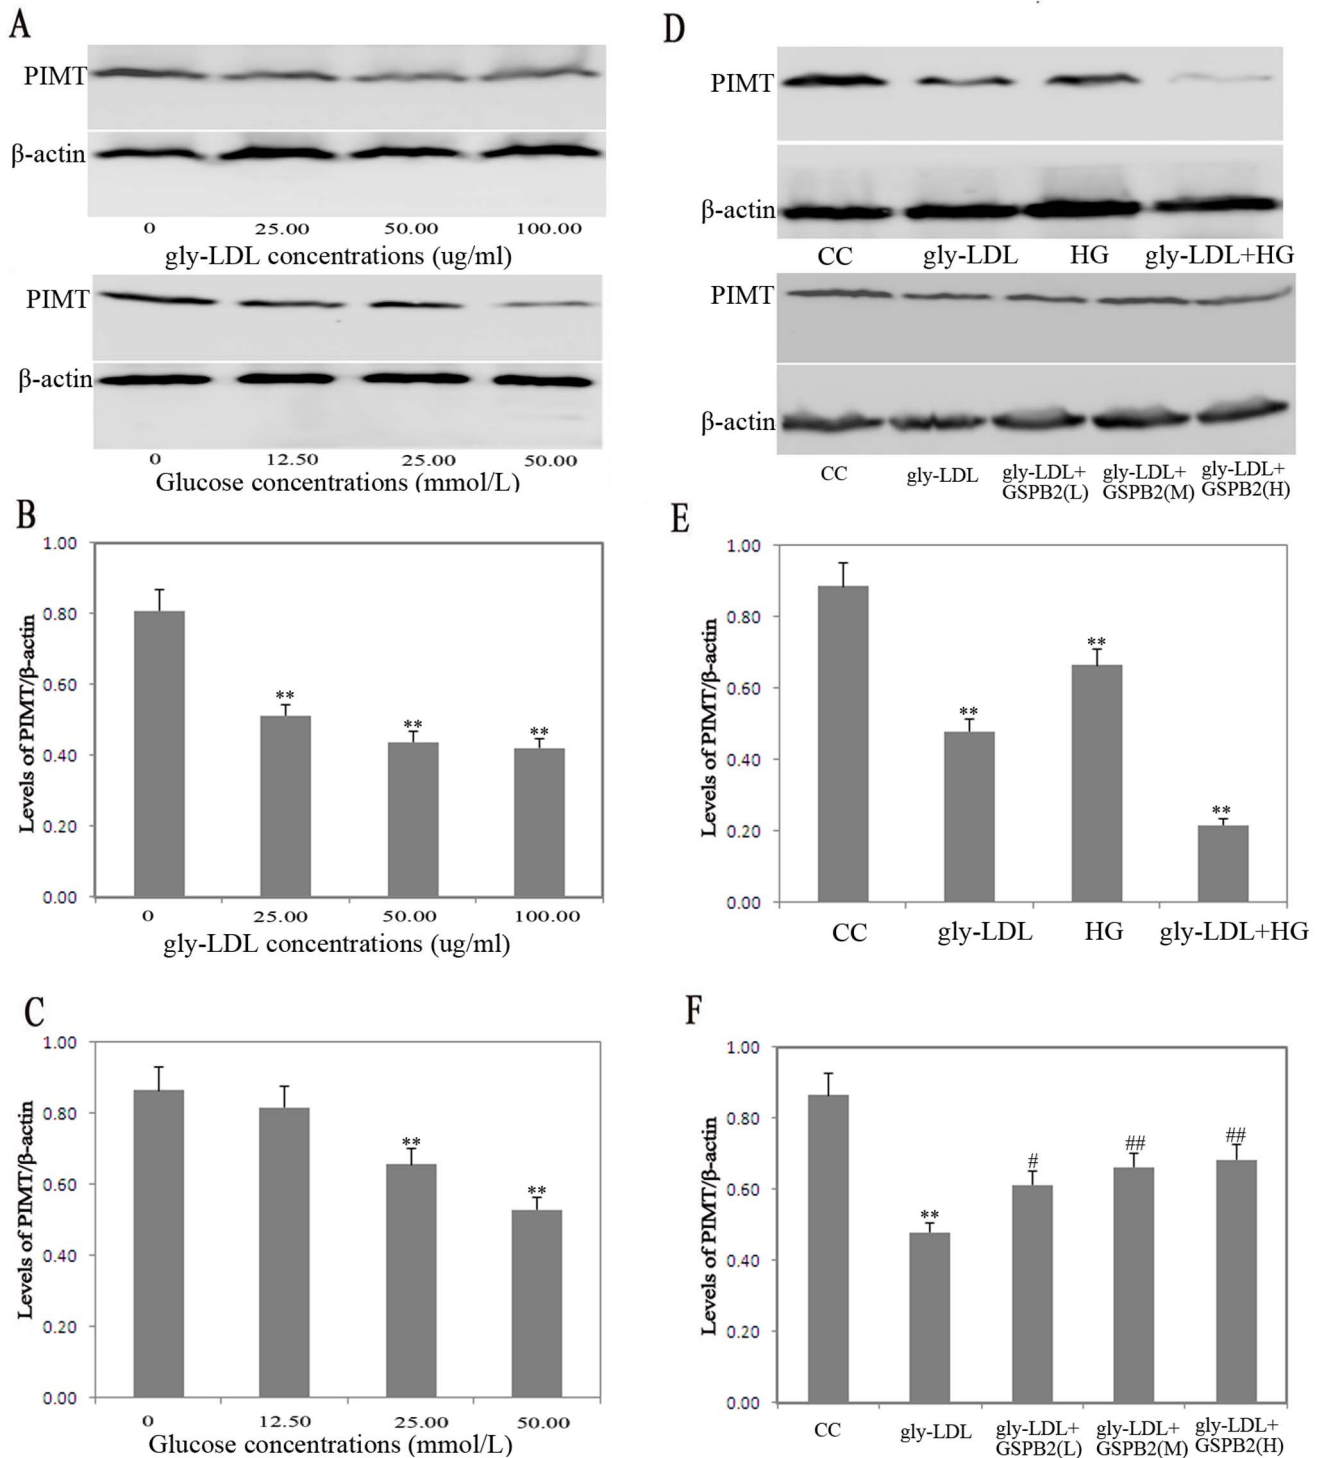 A
PIMT
β-actin
0 25.00 50.00 100.00
gly-LDL concentrations (ug/ml)
PIMT
β-actin
0 12.50 25.00 50.00
Glucose concentrations (mmol/L)
B
Levels of PIMT/β-actin
1.00
0.80
0.60
0.40
0.20
0.00
** ** **
0 25.00 50.00 100.00
gly-LDL concentrations (ug/ml)
C
Levels of PIMT/β-actin
1.00
0.80
0.60
0.40
0.20
0.00
** **
0 12.50 25.00 50.00
Glucose concentrations (mmol/L)
D
PIMT
β-actin
CC gly-LDL HG gly-LDL+HG
PIMT
β-actin
CC gly-LDL gly-LDL+ gly-LDL+ gly-LDL+
GSPB2(L) GSPB2(M) GSPB2(H)
E
Levels of PIMT/β-actin
1.00
0.80
0.60
0.40
0.20
0.00
** ** **
CC gly-LDL HG gly-LDL+HG
F
Levels of PIMT/β-actin
1.00
0.80
0.60
0.40
0.20
0.00
** # ## ##
CC gly-LDL gly-LDL+ gly-LDL+ gly-LDL+
GSPB2(L) GSPB2(M) GSPB2(H)